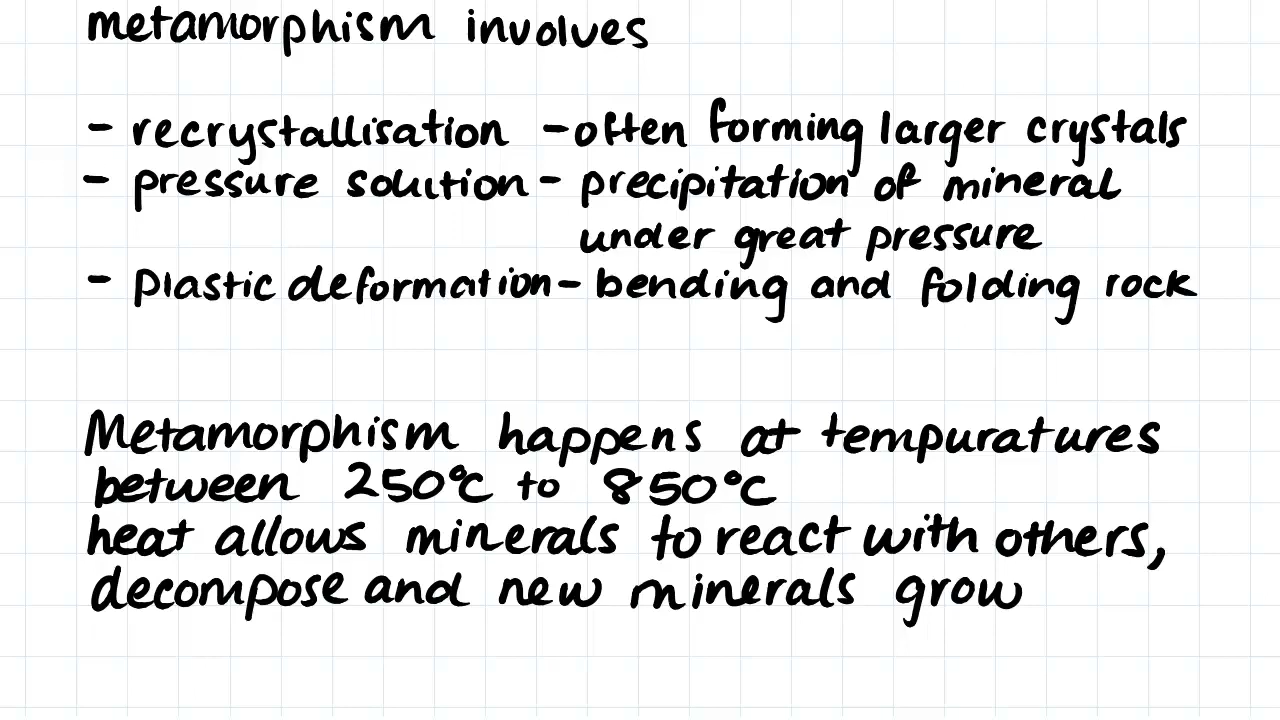 metamorphism involves
- recrystallisation - often forming larger crystals
- pressure solution - precipitation of mineral
under great pressure
- plastic deformation - bending and folding rock
Metamorphism happens at tempuratures
between 250°C to 850°C
heat allows minerals to react with others,
decompose and new minerals grow